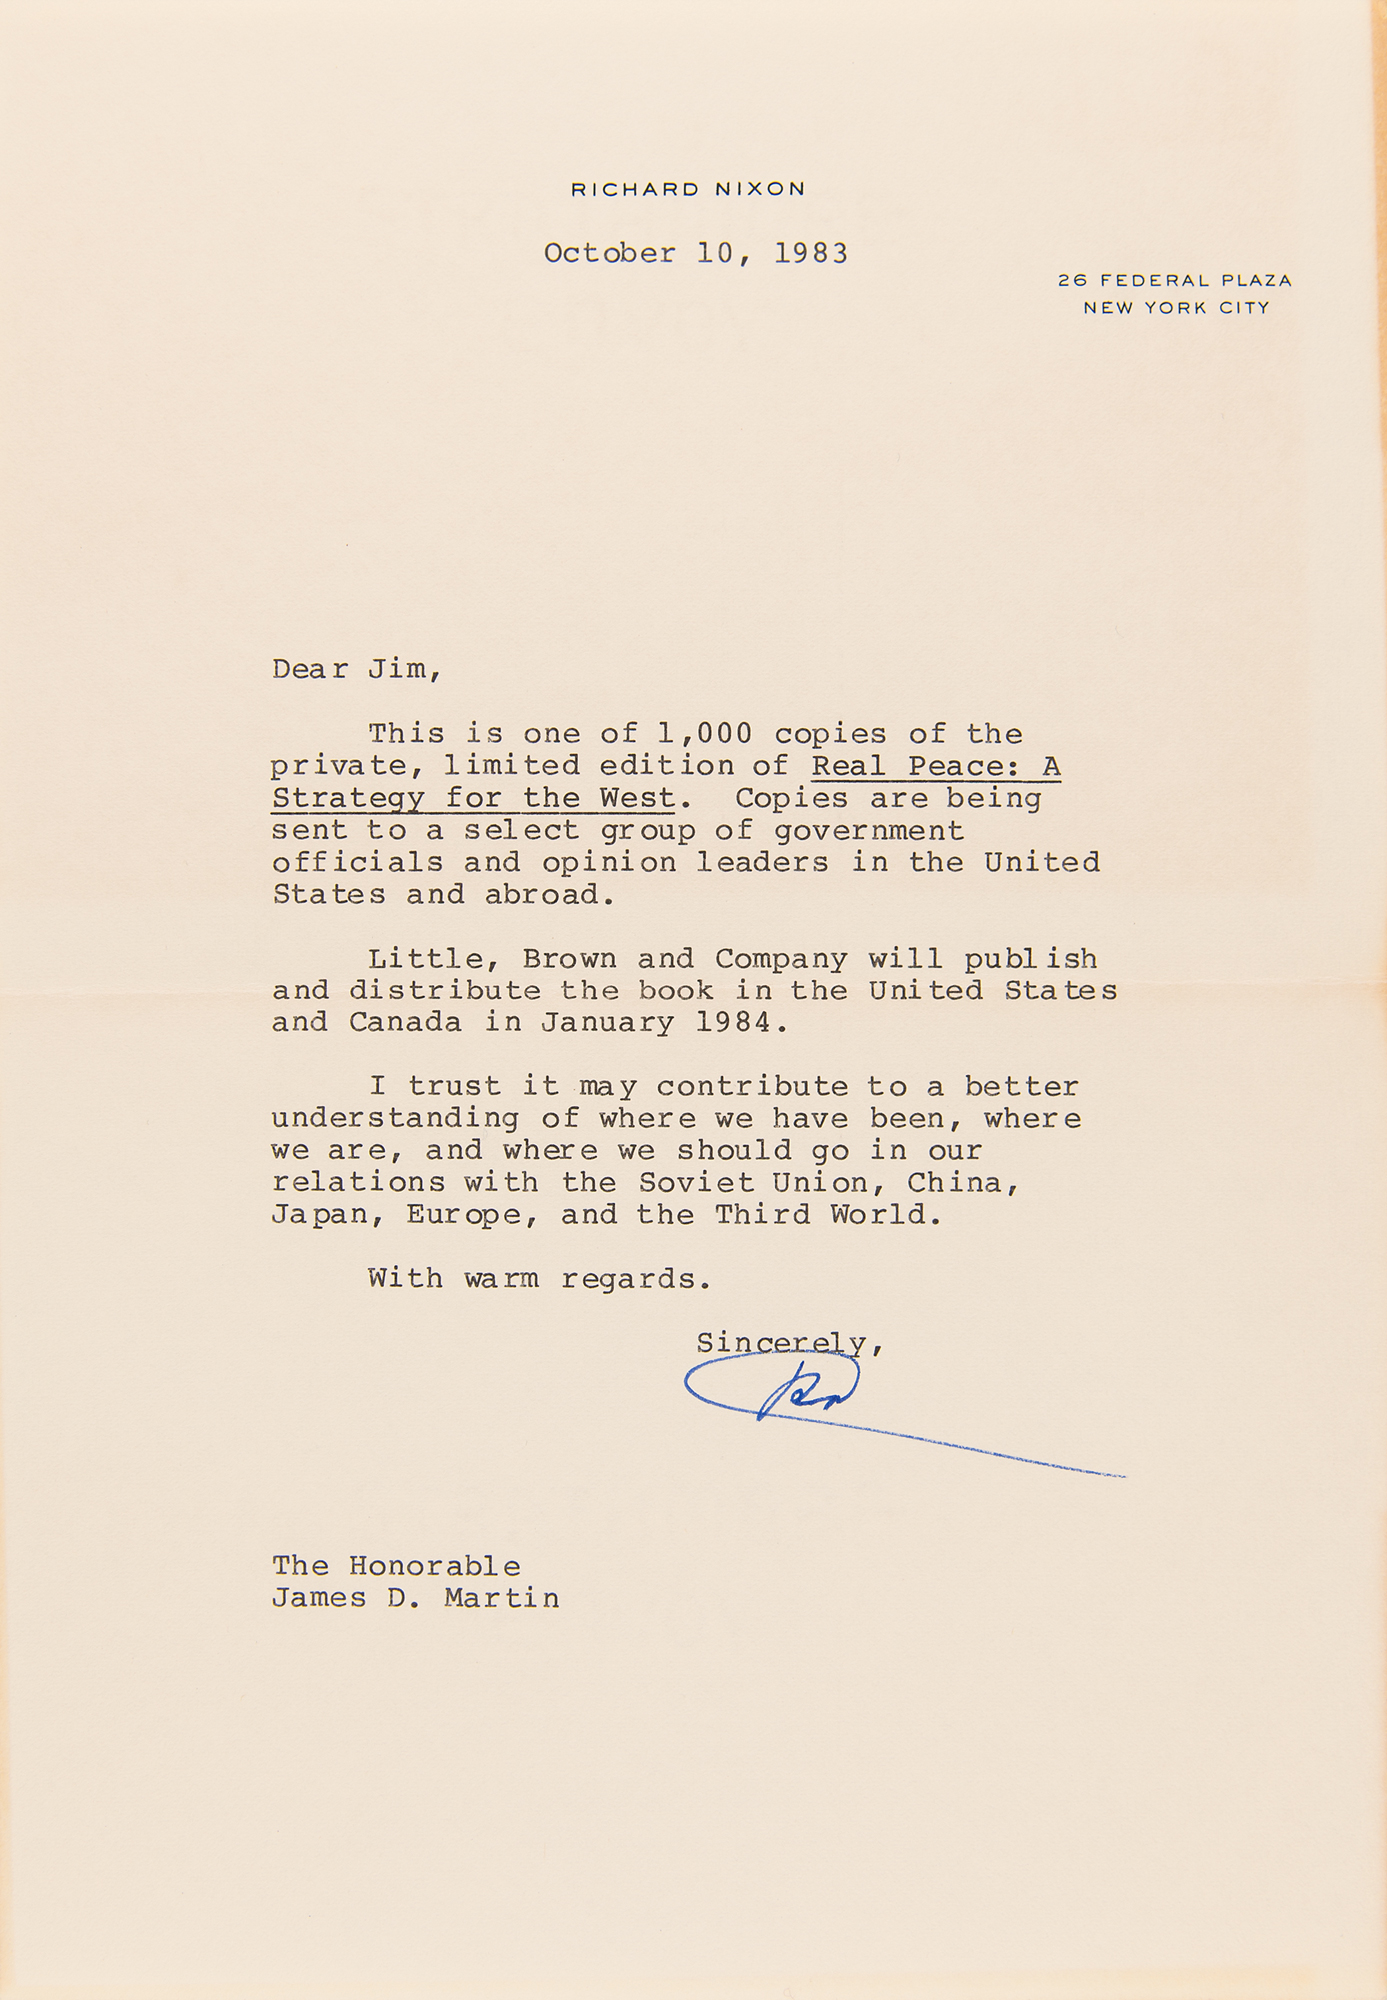 RICHARD NIXON
October 10, 1983
26 FEDERAL PLAZA
NEW YORK CITY
Dear Jim,
This is one of 1,000 copies of the
private, limited edition of Real Peace: A
Strategy for the West. Copies are being
sent to a select group of government
officials and opinion leaders in the United
States and abroad.
Little, Brown and Company will publish
and distribute the book in the United States
and Canada in January 1984.
I trust it may contribute to a better
understanding of where we have been, where
we are, and where we should go in our
relations with the Soviet Union, China,
Japan, Europe, and the Third World.
With warm regards.
Sincerely,
RN
The Honorable
James D. Martin